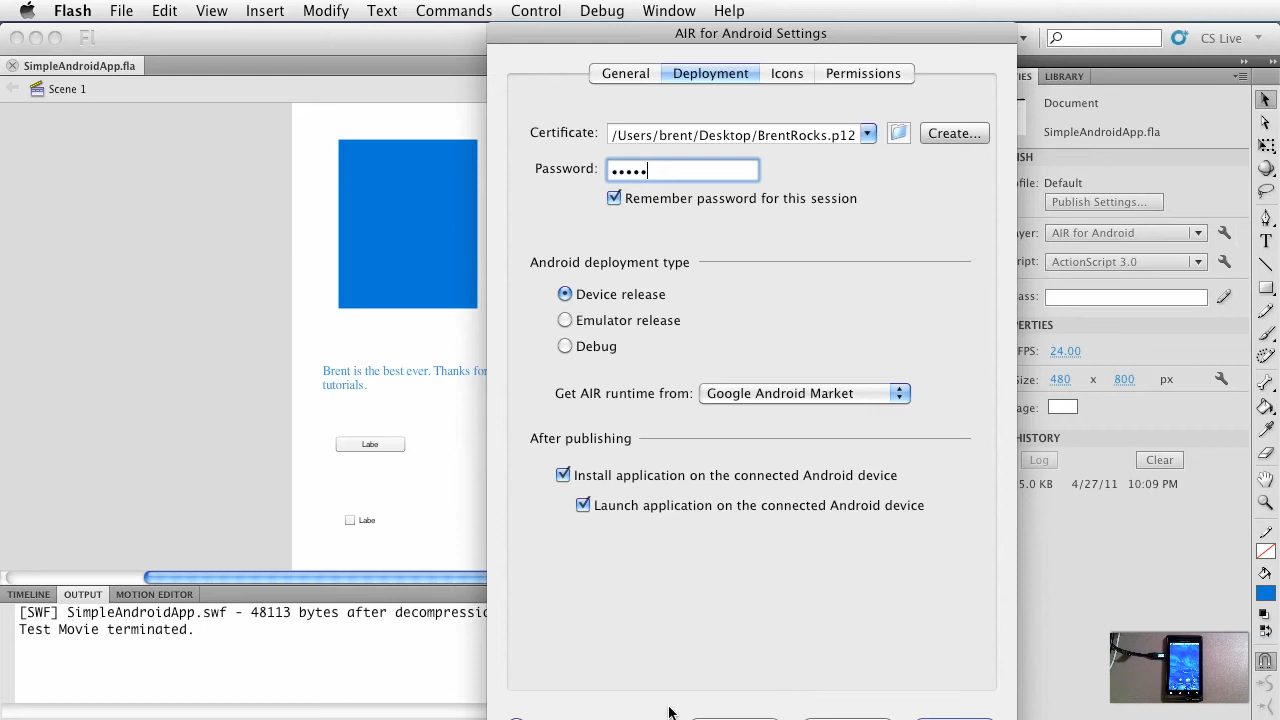 Flash File Edit View Insert Modify Text Commands Control Debug Window Help
Fl
AIR for Android Settings
CS Live
SimpleAndroidApp.fla
Scene 1
General Deployment Icons Permissions
LIBRARY
Document
SimpleAndroidApp.fla
Certificate: /Users/brent/Desktop/BrentRocks.p12 Create...
Password: •••••
Remember password for this session
Default
Publish Settings...
AIR for Android
ActionScript 3.0
Android deployment type
Device release
Emulator release
Debug
FPS: 24.00
Size: 480 x 800 px
Brent is the best ever. Thanks for
tutorials.
Get AIR runtime from: Google Android Market
After publishing
HISTORY
Log Clear
Labe
Install application on the connected Android device
5.0 KB 4/27/11 10:09 PM
Launch application on the connected Android device
Labe
TIMELINE OUTPUT MOTION EDITOR
[SWF] SimpleAndroidApp.swf - 48113 bytes after decompressio
Test Movie terminated.